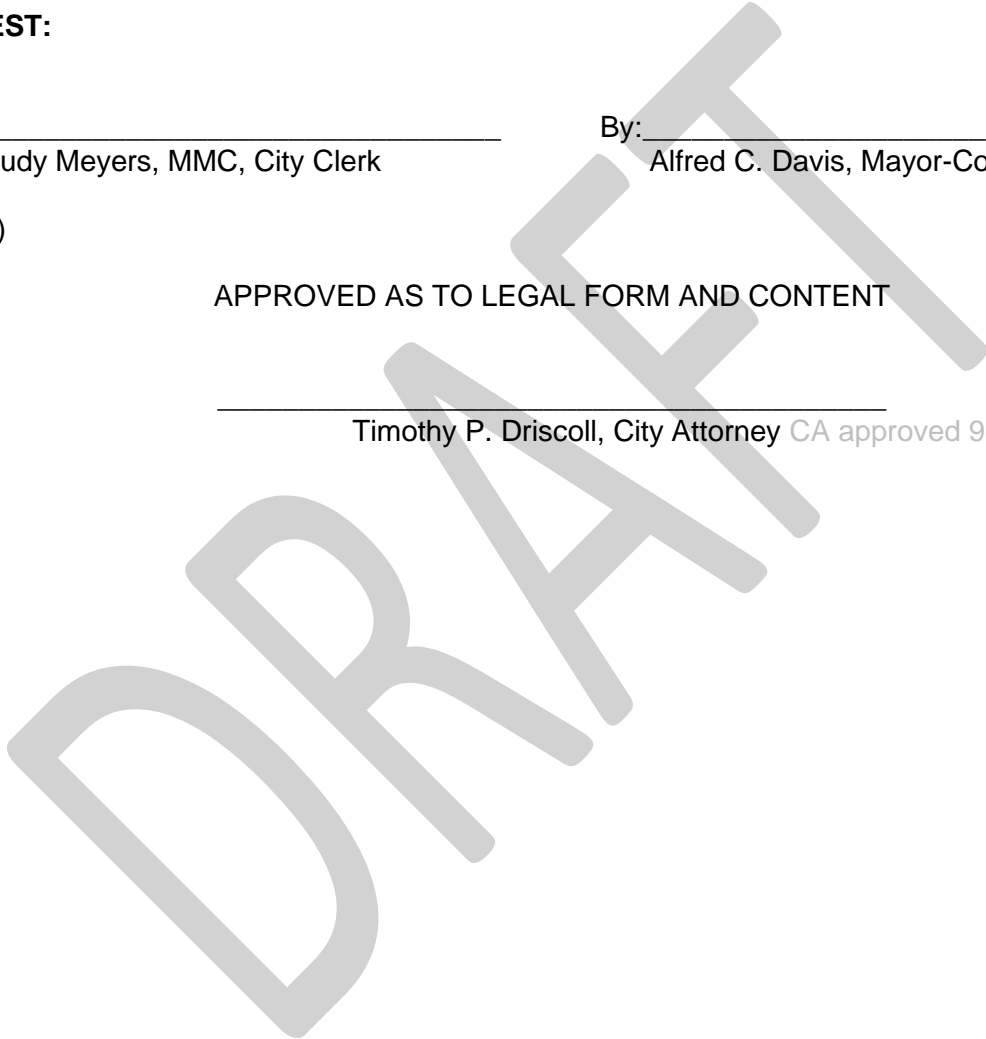 EST:
By:
udy Meyers, MMC, City Clerk Alfred C. Davis, Mayor-Co
)
APPROVED AS TO LEGAL FORM AND CONTENT
Timothy P. Driscoll, City Attorney CA approved 9
DRAFT